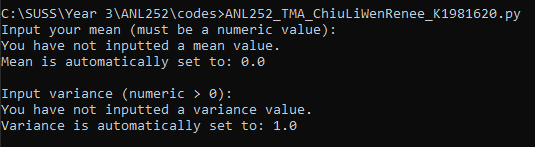 C:\SUSS\Year 3\ANL252\codes>ANL252_TMA_ChiuLiWenRenee_K1981620.py
Input your mean (must be a numeric value):
You have not inputted a mean value.
Mean is automatically set to: 0.0
Input variance (numeric > 0):
You have not inputted a variance value.
Variance is automatically set to: 1.0